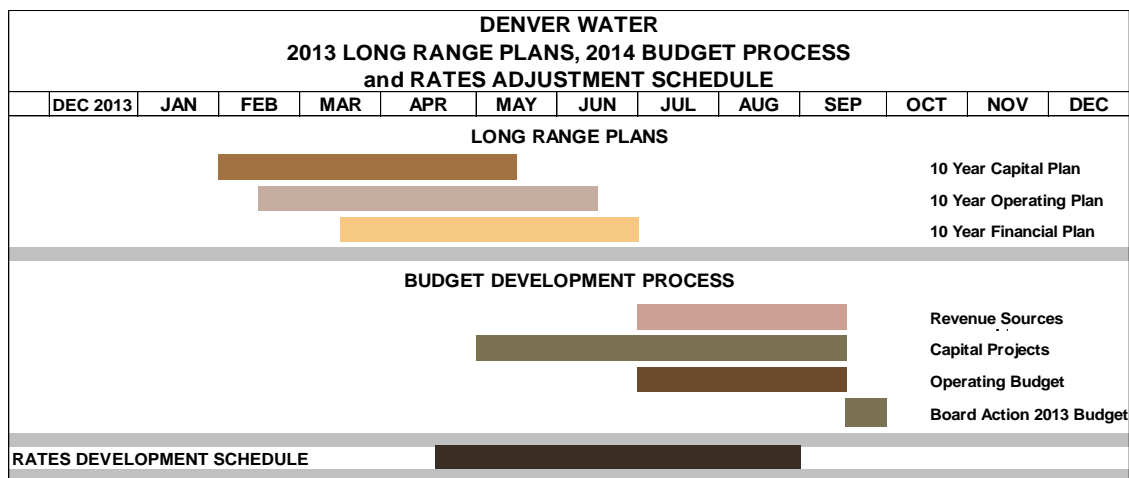 DENVER WATER
2013 LONG RANGE PLANS, 2014 BUDGET PROCESS
and RATES ADJUSTMENT SCHEDULE
DEC 2013 JAN FEB MAR APR MAY JUN JUL AUG SEP OCT NOV DEC
LONG RANGE PLANS
10 Year Capital Plan
10 Year Operating Plan
10 Year Financial Plan
BUDGET DEVELOPMENT PROCESS
Revenue Sources
Capital Projects
Operating Budget
Board Action 2013 Budget
RATES DEVELOPMENT SCHEDULE